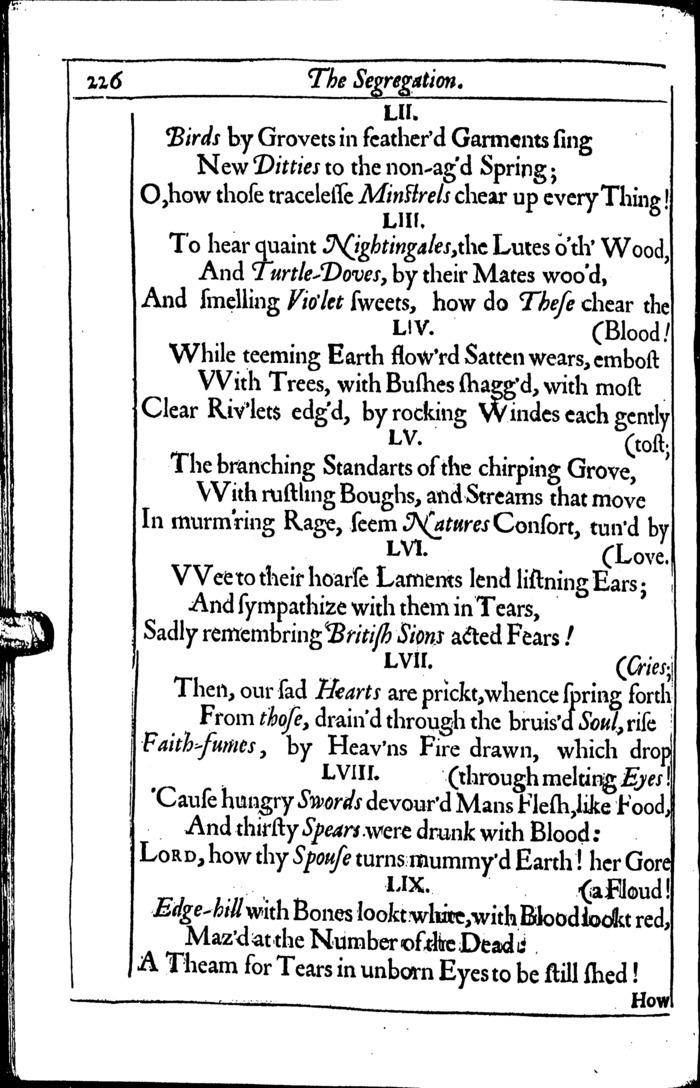 226 The Segregation.
LII.
Birds by Grovets in feather'd Garments ſing
New Ditties to the non-ag'd Spring;
O, how thoſe traceleſſe Minſtrels chear up every Thing!
LIII.
To hear quaint Nightingales, the Lutes o'th' Wood,
And Turtle-Doves, by their Mates woo'd,
And ſmelling Vio'let ſweets, how do Theſe chear the
LIV. (Blood!
While teeming Earth flow'rd Satten wears, emboſt
VVith Trees, with Buſhes ſhagg'd, with moſt
Clear Riv'lets edg'd, by rocking Windes each gently
LV. (toſt;
The branching Standarts of the chirping Grove,
VVith ruſtling Boughs, and Streams that move
In murm'ring Rage, ſeem Natures Conſort, tun'd by
LVI. (Love.
VVee to their hoarſe Laments lend liſtning Ears;
And ſympathize with them in Tears,
Sadly remembring Britiſh Sions acted Fears!
LVII. (Cries;
Then, our ſad Hearts are prickt, whence ſpring forth
From thoſe, drain'd through the bruis'd Soul, riſe
Faith-fumes, by Heav'ns Fire drawn, which drop
LVIII. (through melting Eyes!
'Cauſe hungry Swords devour'd Mans Fleſh, like Food,
And thirſty Spears were drunk with Blood:
LORD, how thy Spouſe turns mummy'd Earth! her Gore
LIX. (a Floud!
Edge-hill with Bones lookt white, with Blood lookt red,
Maz'd at the Number of the Dead:
A Theam for Tears in unborn Eyes to be ſtill ſhed!
How